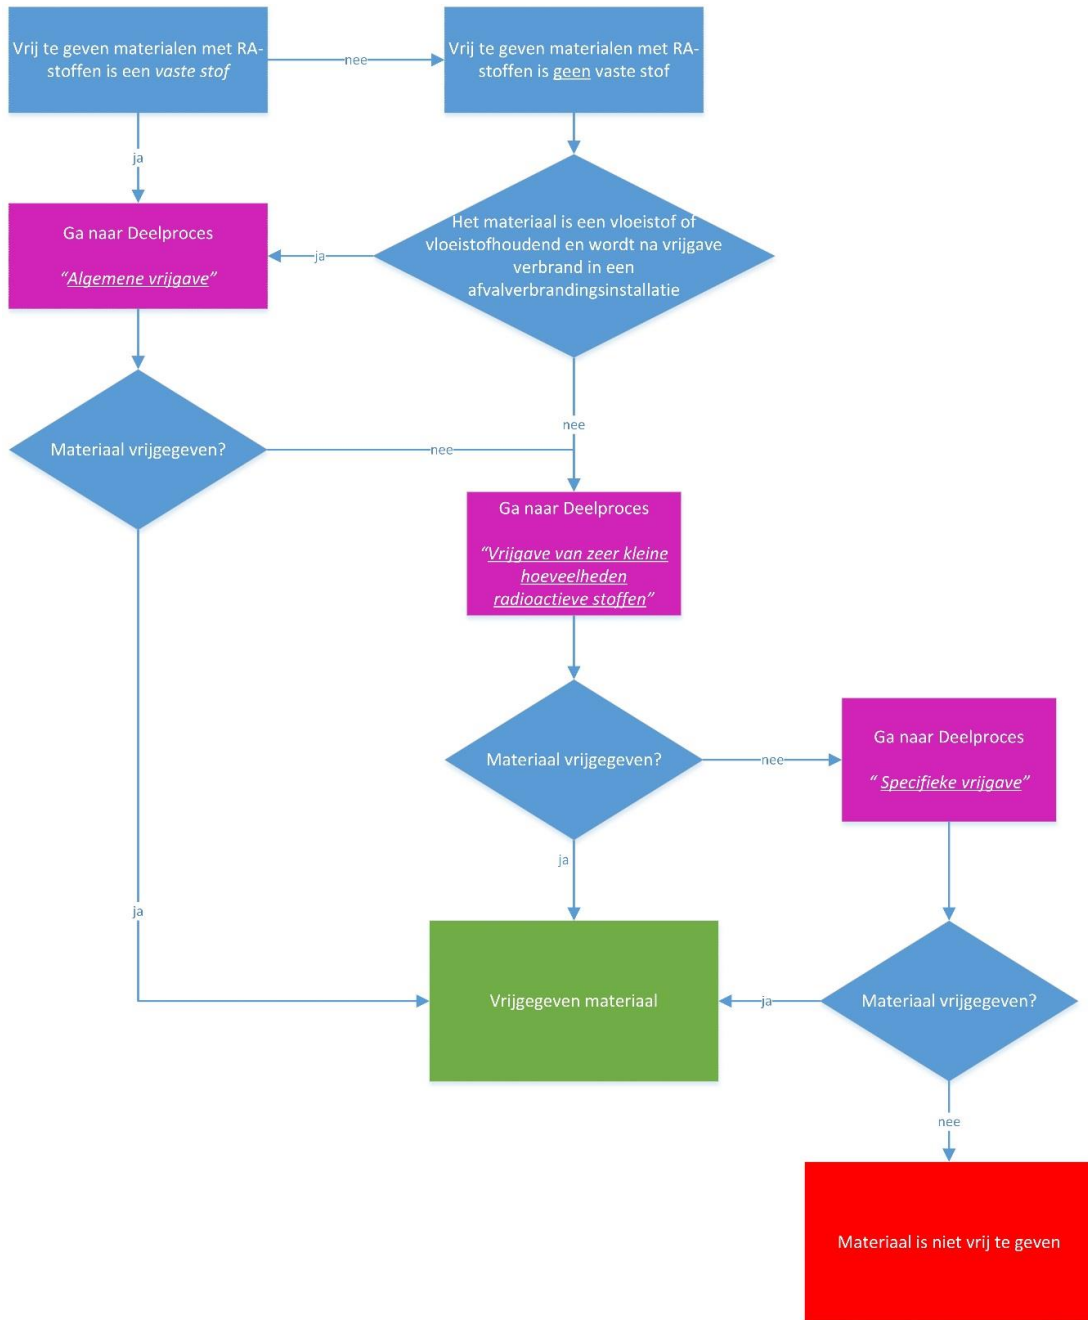 Vrij te geven materialen met RA-
stoffen is een vaste stof
nee
Vrij te geven materialen met RA-
stoffen is geen vaste stof
ja
Ga naar Deelproces
“Algemene vrijgave”
ja
Het materiaal is een vloeistof of
vloeistofhoudend en wordt na vrijgave
verbrand in een
afvalverbrandingsinstallatie
nee
Materiaal vrijgegeven?
nee
Ga naar Deelproces
“Vrijgave van zeer kleine
hoeveelheden
radioactieve stoffen”
Materiaal vrijgegeven?
nee
Ga naar Deelproces
“ Specifieke vrijgave”
ja
ja
Vrijgegeven materiaal
ja
Materiaal vrijgegeven?
nee
Materiaal is niet vrij te geven